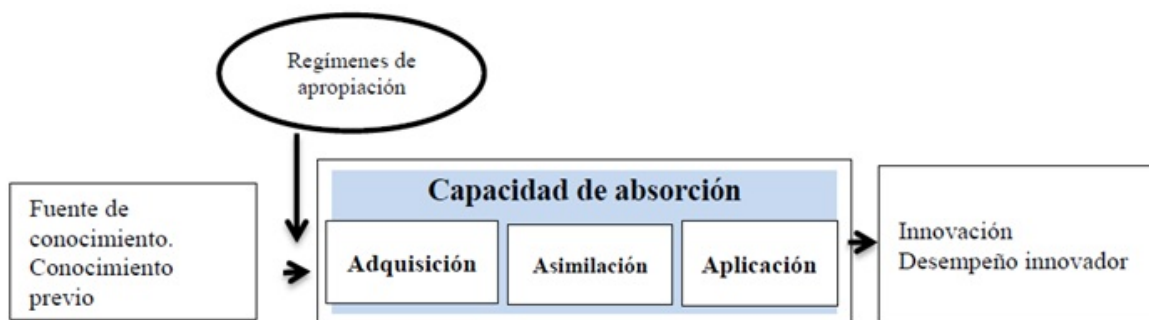 Regímenes de
apropiación
Fuente de
conocimiento.
Conocimiento
previo
Capacidad de absorción
Adquisición
Asimilación
Aplicación
Innovación
Desempeño innovador